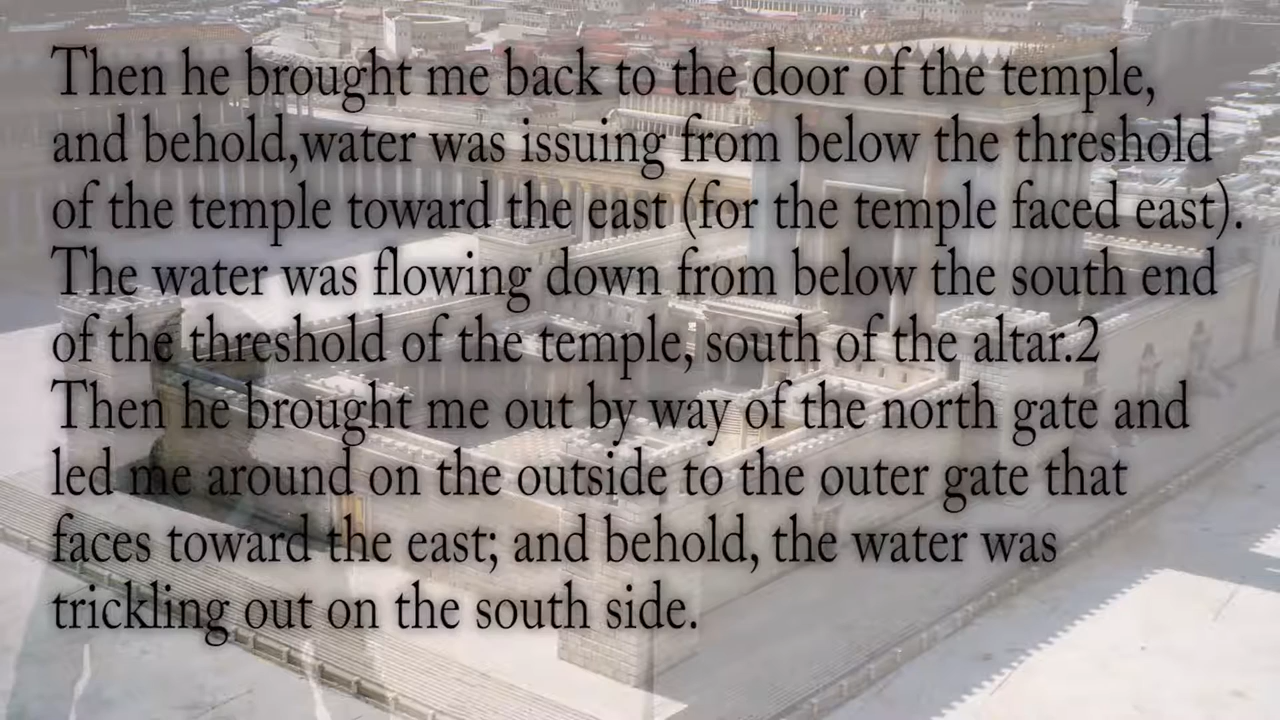 Then he brought me back to the door of the temple,
and behold,water was issuing from below the threshold
of the temple toward the east (for the temple faced east).
The water was flowing down from below the south end
of the threshold of the temple, south of the altar.2
Then he brought me out by way of the north gate and
led me around on the outside to the outer gate that
faces toward the east; and behold, the water was
trickling out on the south side.